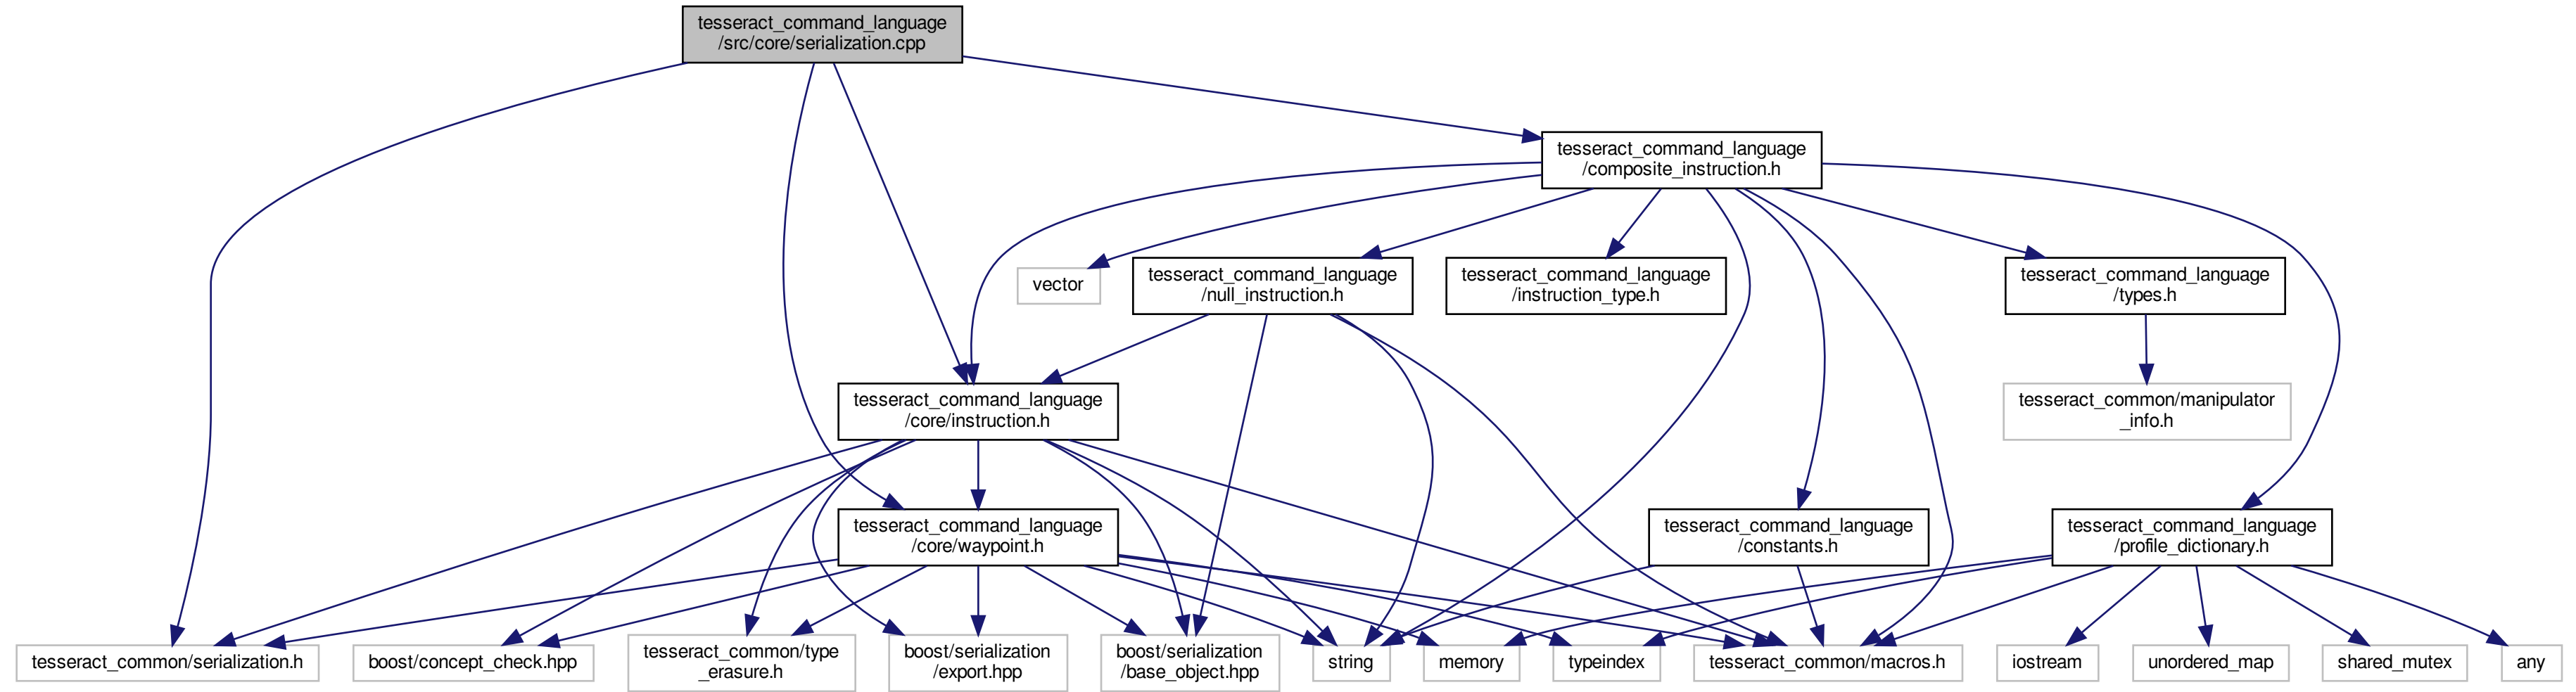 tesseract_command_language
/src/core/serialization.cpp
tesseract_command_language
/composite_instruction.h
vector
tesseract_command_language
/null_instruction.h
tesseract_command_language
/instruction_type.h
tesseract_command_language
/types.h
tesseract_command_language
/core/instruction.h
tesseract_common/manipulator
_info.h
tesseract_command_language
/core/waypoint.h
tesseract_command_language
/constants.h
tesseract_command_language
/profile_dictionary.h
tesseract_common/serialization.h
boost/concept_check.hpp
tesseract_common/type
_erasure.h
boost/serialization
/export.hpp
boost/serialization
/base_object.hpp
string
memory
typeindex
tesseract_common/macros.h
iostream
unordered_map
shared_mutex
any